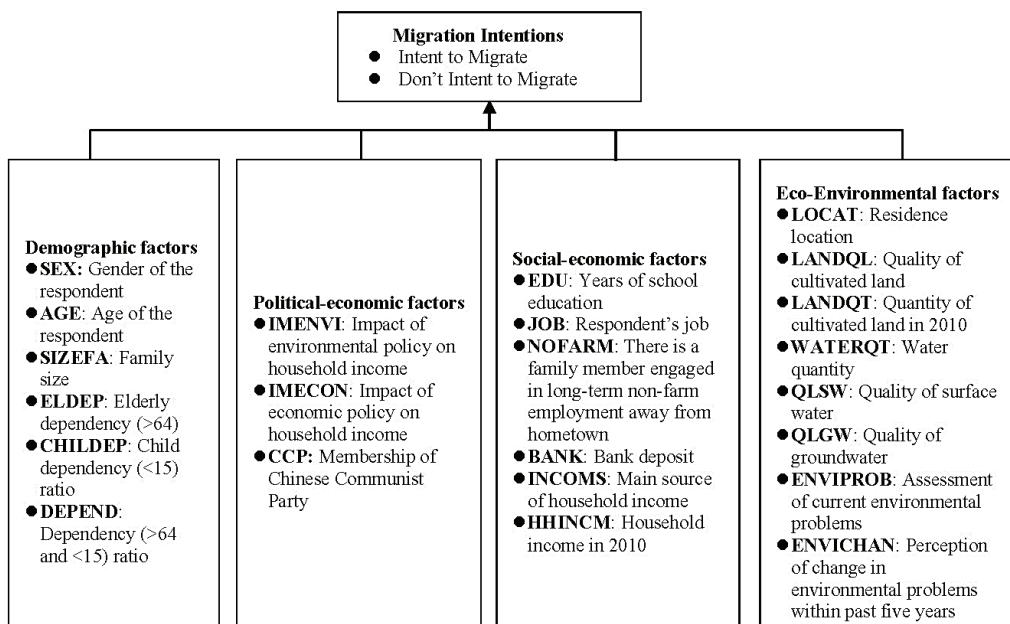 Migration Intentions
● Intent to Migrate
● Don't Intent to Migrate
Demographic factors
●SEX: Gender of the
respondent
●AGE: Age of the
respondent
●SIZEFA: Family
size
●ELDEP: Elderly
dependency (>64)
●CHILDEP: Child
dependency (<15)
ratio
●DEPEND:
Dependency (>64
and <15) ratio
Political-economic factors
●IMENVI: Impact of
environmental policy on
household income
●IMECON: Impact of
economic policy on
household income
●CCP: Membership of
Chinese Communist
Party
Social-economic factors
●EDU: Years of school
education
●JOB: Respondent's job
●NOFARM: There is a
family member engaged
in long-term non-farm
employment away from
hometown
●BANK: Bank deposit
●INCOMS: Main source
of household income
●HHINCM: Household
income in 2010
Eco-Environmental factors
●LOCAT: Residence
location
●LANDQL: Quality of
cultivated land
●LANDQT: Quantity of
cultivated land in 2010
●WATERQT: Water
quantity
●QLSW: Quality of surface
water
●QLGW: Quality of
groundwater
●ENVIPROB: Assessment
of current environmental
problems
●ENVICHAN: Perception
of change in
environmental problems
within past five years